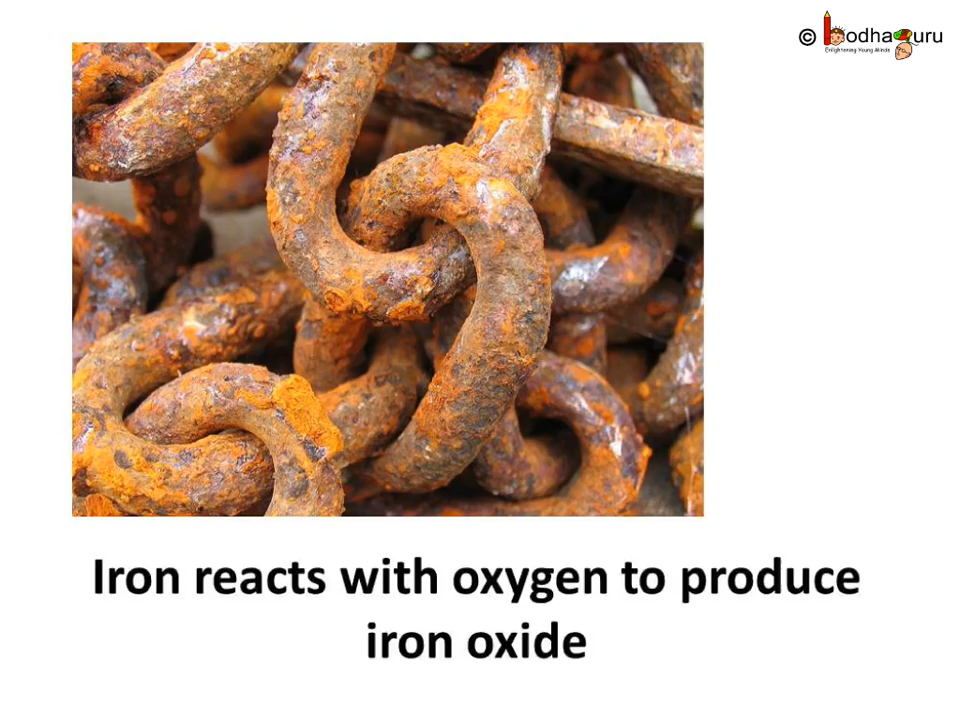 © bodhaguru
Enlightening Young Minds
Iron reacts with oxygen to produce
iron oxide